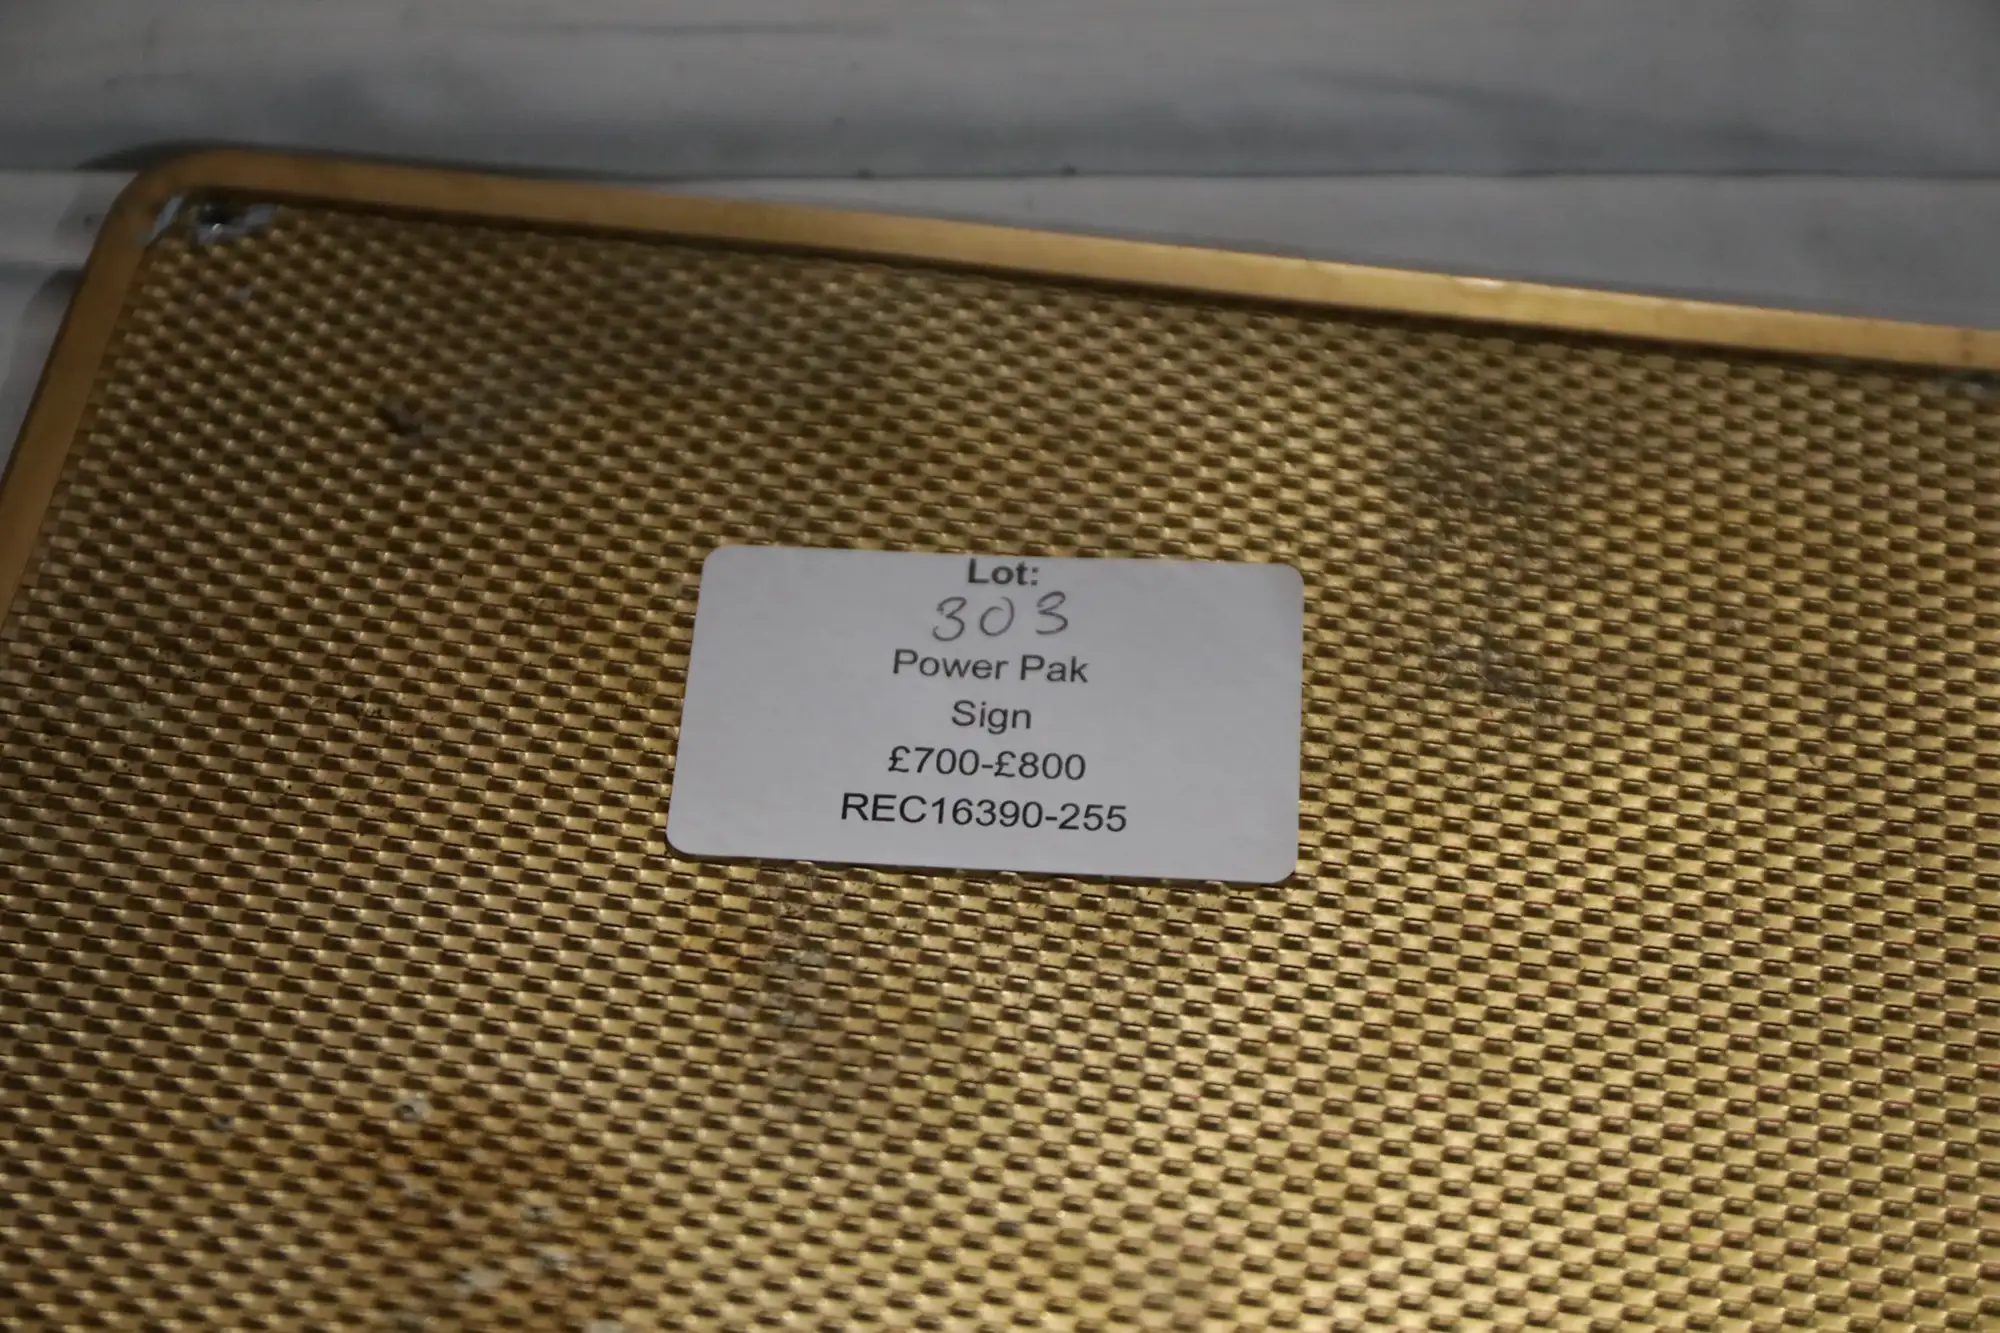 Lot:
303
Power Pak
Sign
£700-£800
REC16390-255